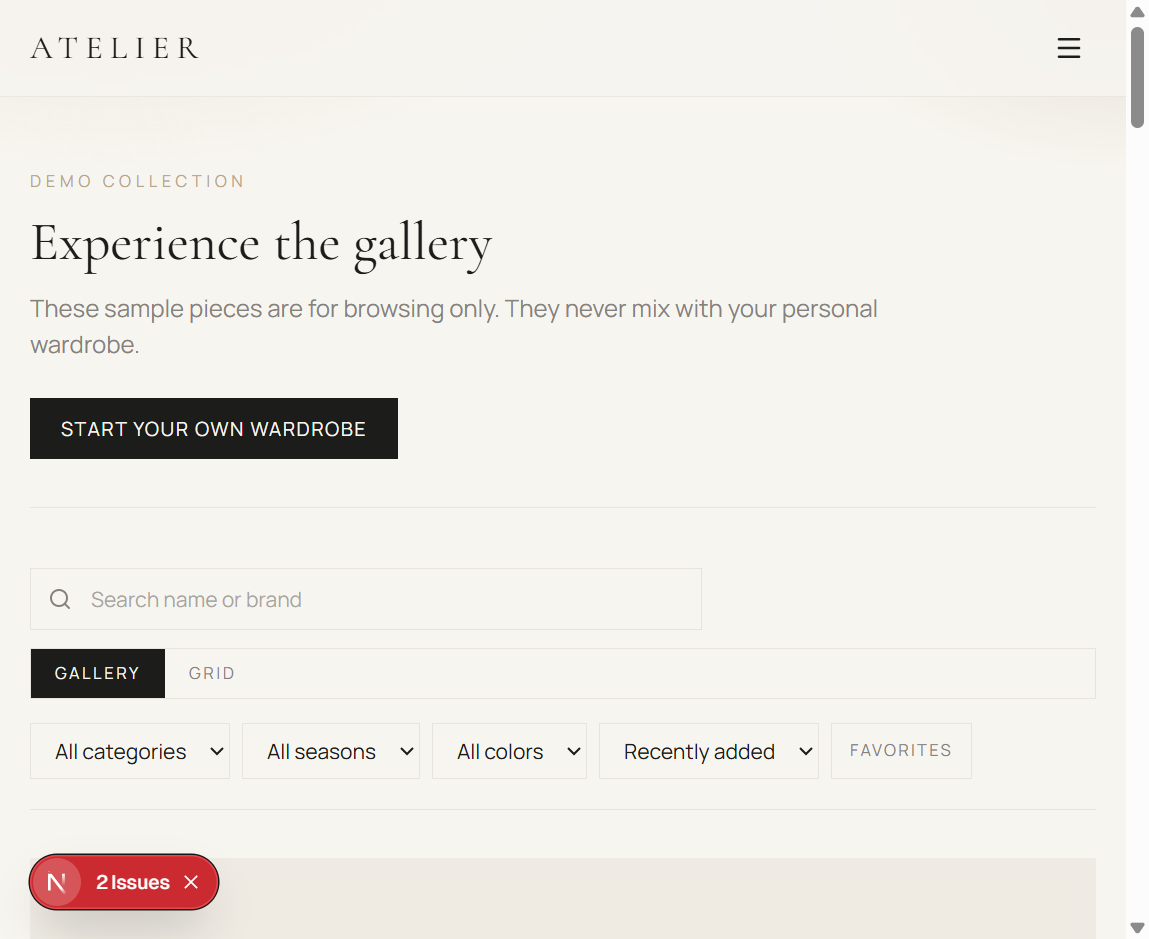 ATELIER
DEMO COLLECTION
Experience the gallery
These sample pieces are for browsing only. They never mix with your personal
wardrobe.
START YOUR OWN WARDROBE
Search name or brand
GALLERY GRID
All categories All seasons All colors Recently added FAVORITES
N 2 Issues